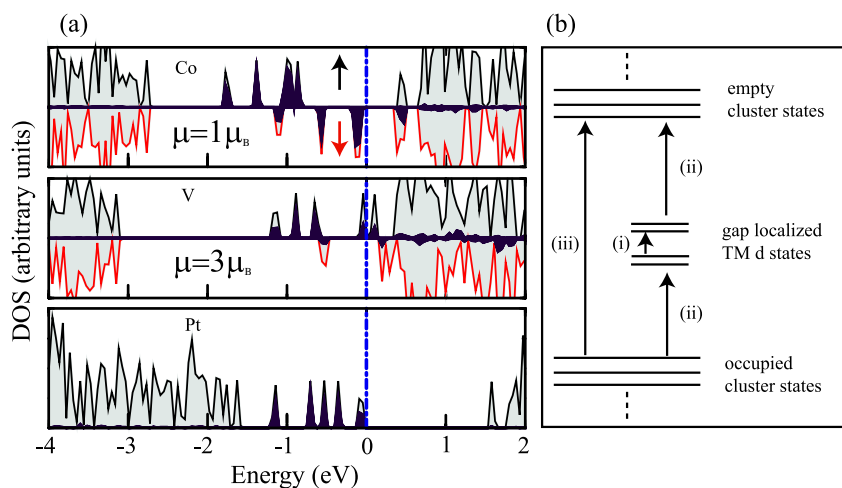 (a)
(b)
Co
μ=1μB
V
μ=3μB
Pt
DOS (arbitrary units)
-4 -3 -2 -1 0 1 2
Energy (eV)
empty
cluster states
(ii)
(iii)
(i)
gap localized
TM d states
(ii)
occupied
cluster states